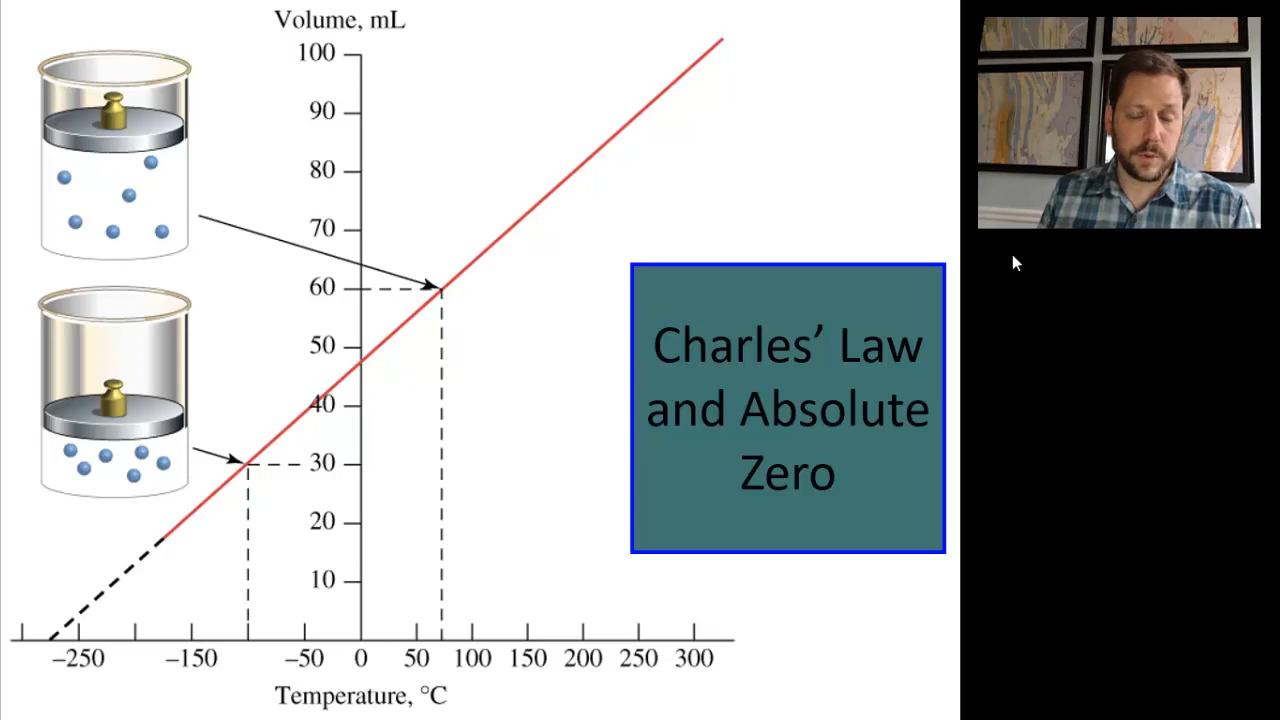 Volume, mL
100
90
80
70
60
50
40
30
20
10
–250 –150 –50 0 50 100 150 200 250 300
Temperature, °C
Charles’ Law
and Absolute
Zero